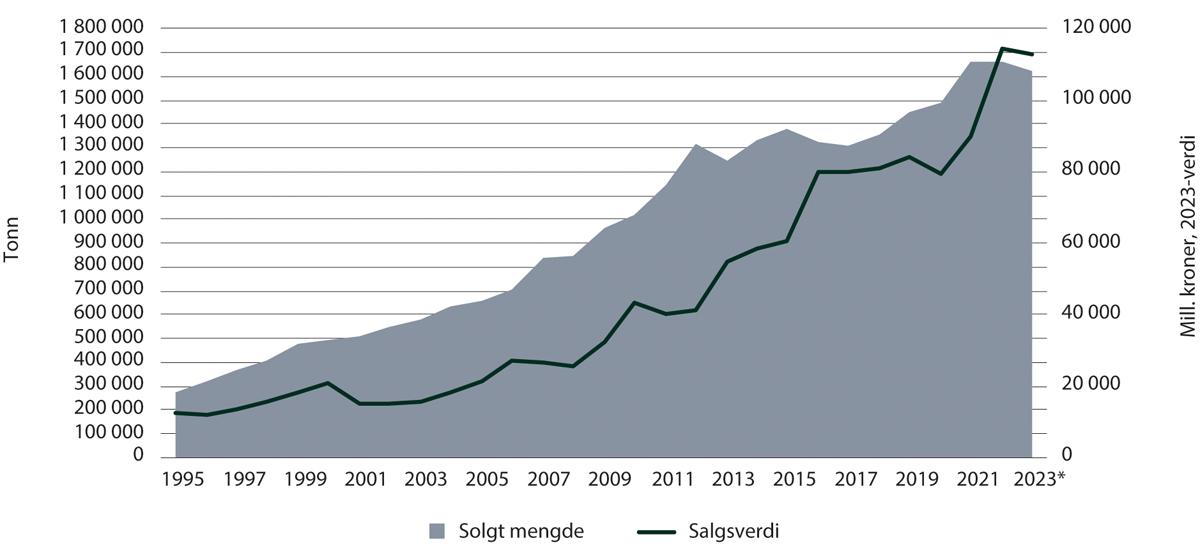 Tonn
1 800 000
1 700 000
1 600 000
1 500 000
1 400 000
1 300 000
1 200 000
1 100 000
1 000 000
900 000
800 000
700 000
600 000
500 000
400 000
300 000
200 000
100 000
0
120 000
100 000
80 000
60 000
40 000
20 000
0
Mill. kroner, 2023-verdi
1995 1997 1999 2001 2003 2005 2007 2009 2011 2013 2015 2017 2019 2021 2023*
Solgt mengde Salgsverdi